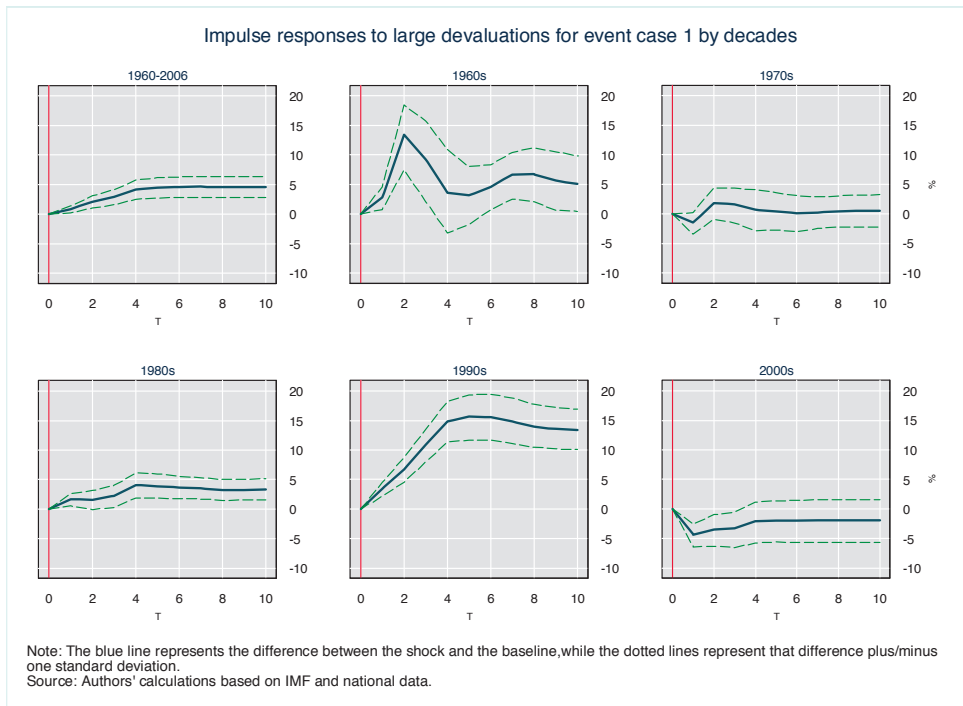 Impulse responses to large devaluations for event case 1 by decades
1960-2006
1960s
1970s
20
15
10
5
0
-5
-10
20
15
10
5
0
-5
-10
20
15
10
5
0
-5
-10
%
0 2 4 6 8 10
0 2 4 6 8 10
0 2 4 6 8 10
T
T
T
1980s
1990s
2000s
20
15
10
5
0
-5
-10
20
15
10
5
0
-5
-10
20
15
10
5
0
-5
-10
%
0 2 4 6 8 10
0 2 4 6 8 10
0 2 4 6 8 10
T
T
T
Note: The blue line represents the difference between the shock and the baseline,while the dotted lines represent that difference plus/minus
one standard deviation.
Source: Authors' calculations based on IMF and national data.